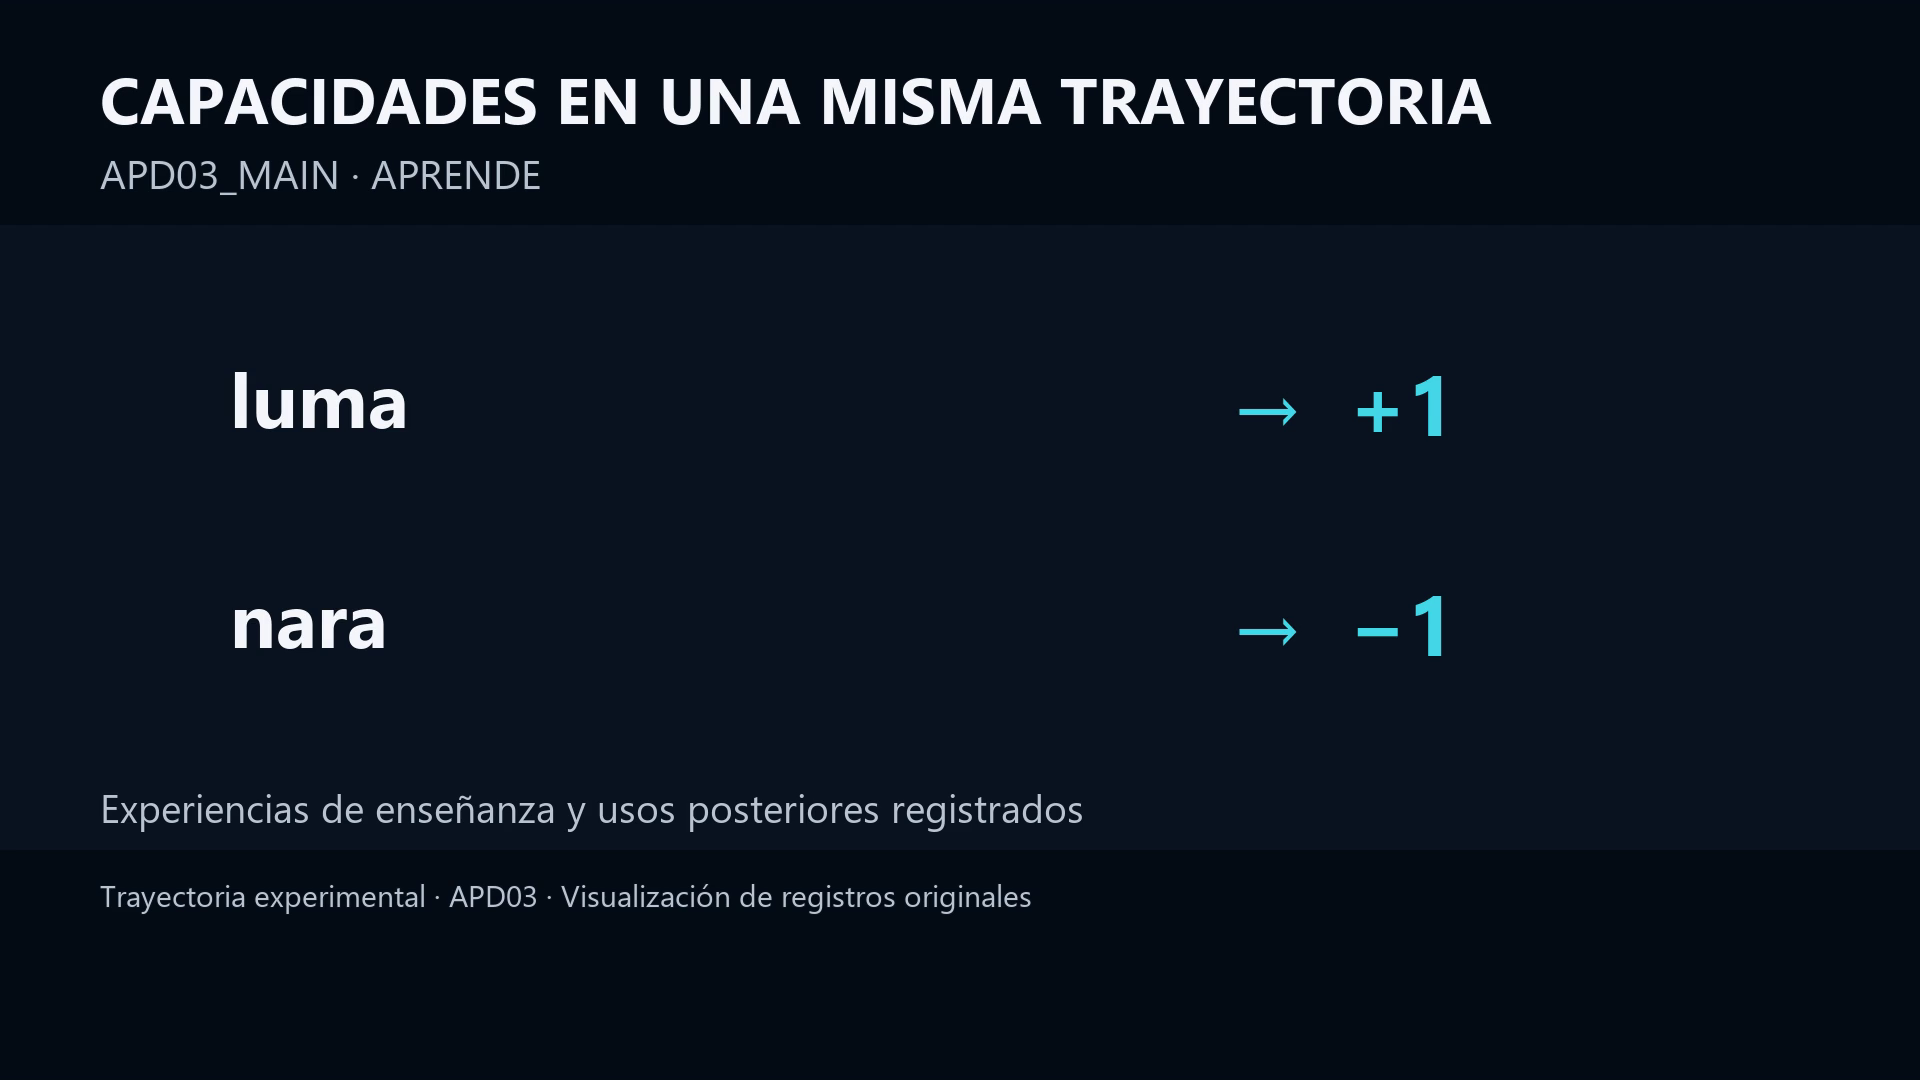 CAPACIDADES EN UNA MISMA TRAYECTORIA
APD03_MAIN · APRENDE
luma → +1
nara → −1
Experiencias de enseñanza y usos posteriores registrados
Trayectoria experimental · APD03 · Visualización de registros originales